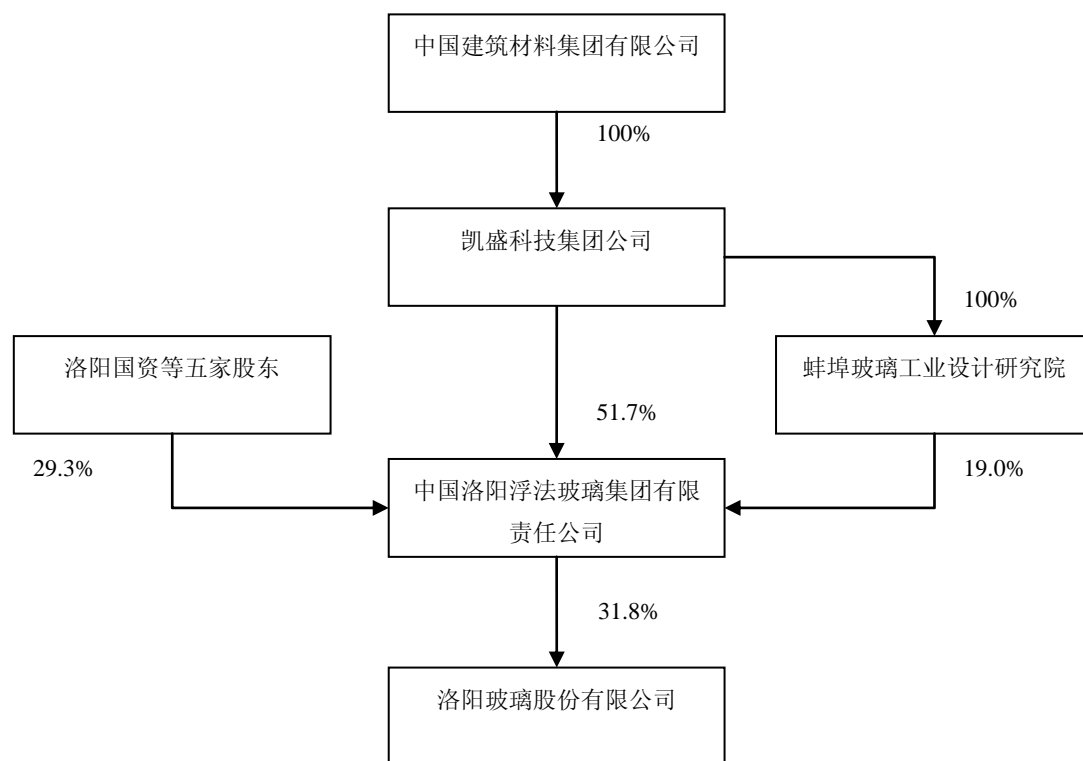 中国建筑材料集团有限公司
100%
凯盛科技集团公司
100%
洛阳国资等五家股东
蚌埠玻璃工业设计研究院
51.7%
29.3%
19.0%
中国洛阳浮法玻璃集团有限
责任公司
31.8%
洛阳玻璃股份有限公司